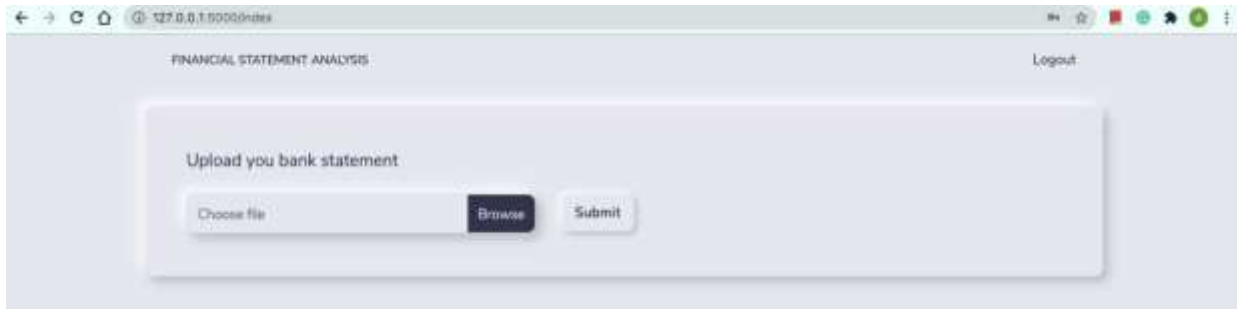 127.0.0.1:5000/index
FINANCIAL STATEMENT ANALYSIS
Logout
Upload you bank statement
Choose file
Browse
Submit